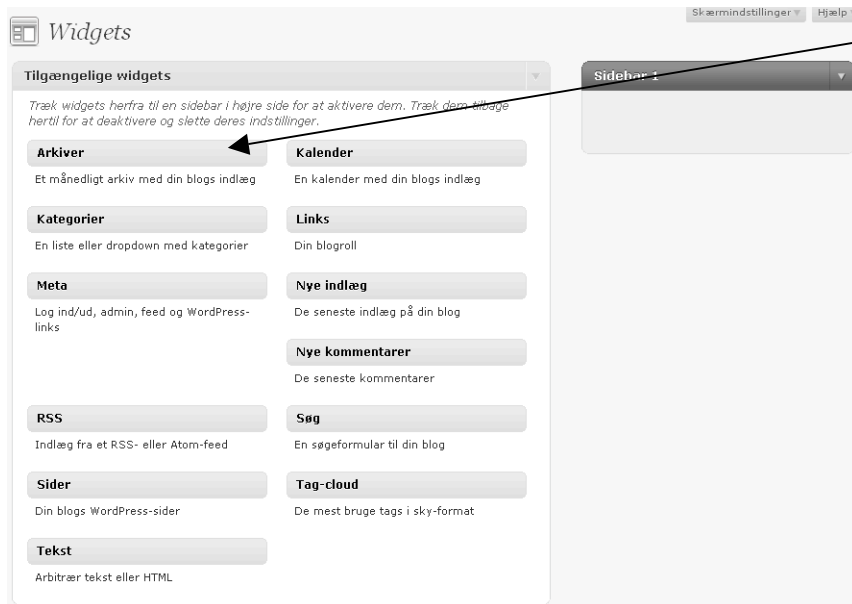 Skærmindstillinger
Hjælp
Widgets
Tilgængelige widgets
Sidebar 1
Træk widgets herfra til en sidebar i højre side for at aktivere dem. Træk dem tilbage
hertil for at deaktivere og slette deres indstillinger.
Arkiver
Et månedligt arkiv med din blogs indlæg
Kalender
En kalender med din blogs indlæg
Kategorier
En liste eller dropdown med kategorier
Links
Din blogroll
Meta
Log ind/ud, admin, feed og WordPress-
links
Nye indlæg
De seneste indlæg på din blog
Nye kommentarer
De seneste kommentarer
RSS
Indlæg fra et RSS- eller Atom-feed
Søg
En søgeformular til din blog
Sider
Din blogs WordPress-sider
Tag-cloud
De mest bruge tags i sky-format
Tekst
Arbitrær tekst eller HTML